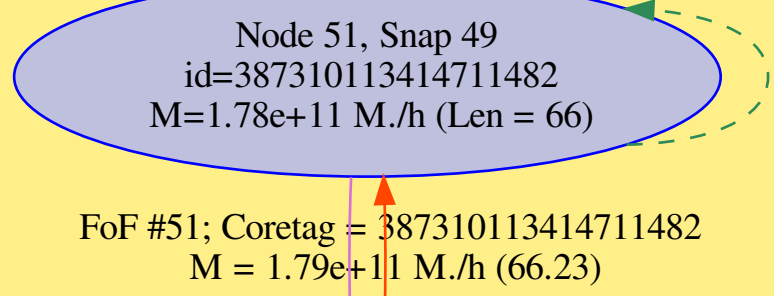 Node 51, Snap 49
id=387310113414711482
M=1.78e+11 M./h (Len = 66)
FoF #51; Coretag = 387310113414711482
M = 1.79e+11 M./h (66.23)